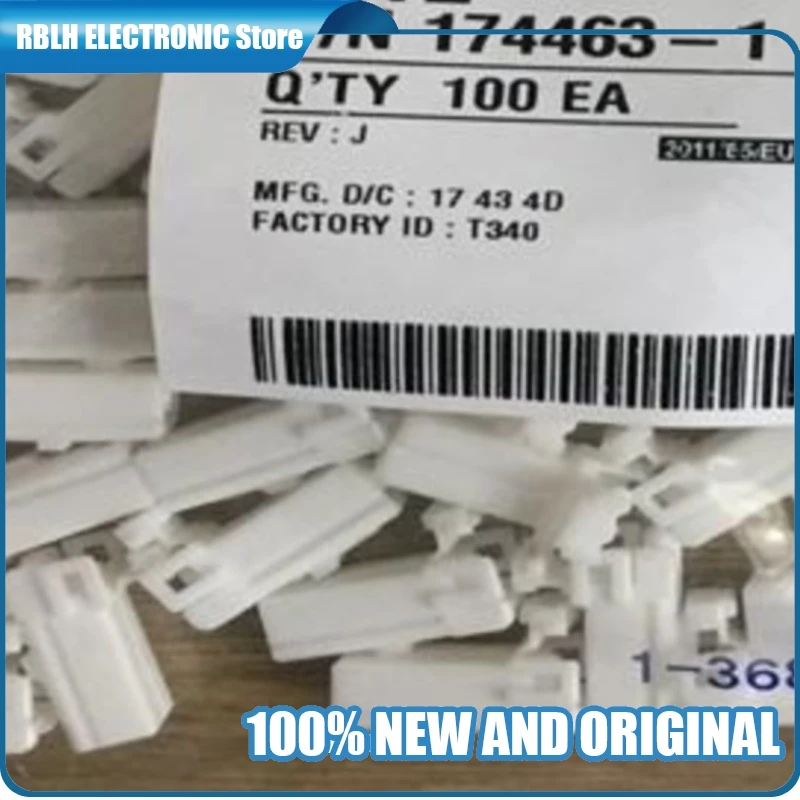 RBLH ELECTRONIC Store
P/N 174463-1
Q'TY 100 EA
REV : J
2011/65/EU
MFG. D/C : 17 43 4D
FACTORY ID : T340
1-368
100% NEW AND ORIGINAL